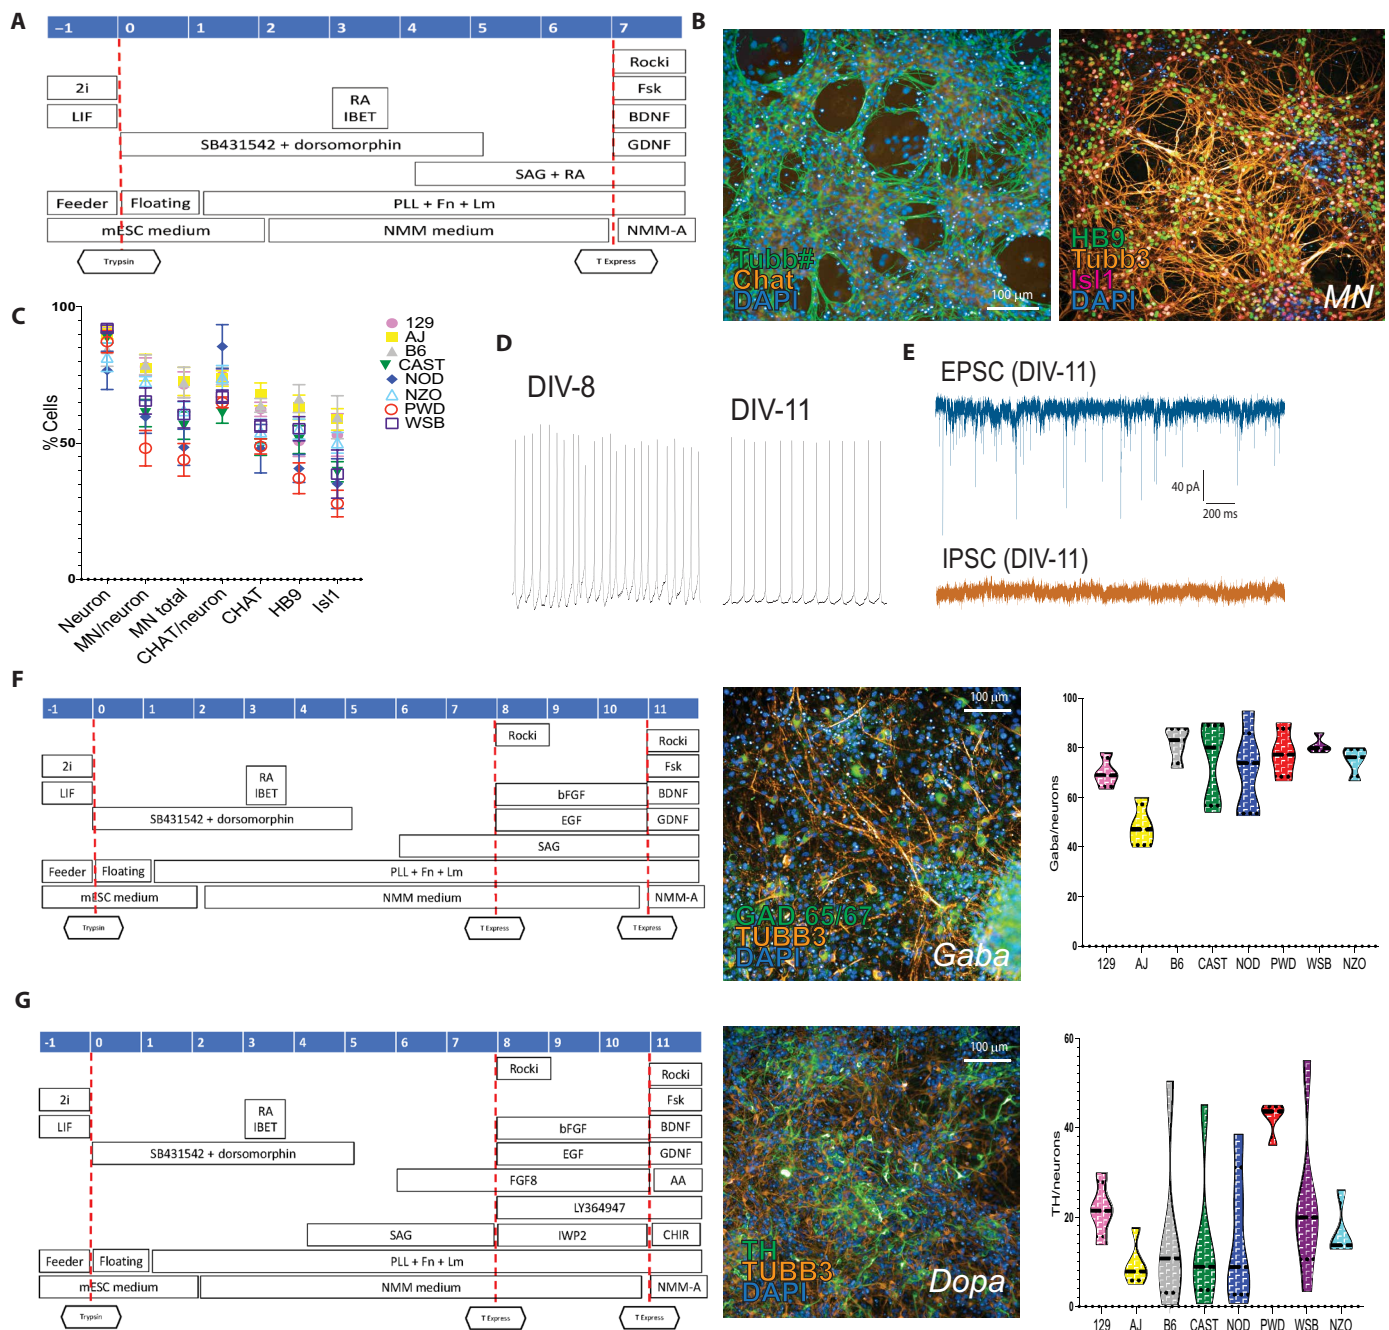 A
−1 0 1 2 3 4 5 6 7
Rocki
2i
RA
IBET
Fsk
LIF
BDNF
SB431542 + dorsomorphin
GDNF
SAG + RA
Feeder
Floating
PLL + Fn + Lm
mESC medium
NMM medium
NMM-A
Trypsin
T Express
B
Tubb#
Chat
DAPI
100 µm
HB9
Tubb3
Isl1
DAPI
MN
C
100
50
0
% Cells
Neuron
MN/neuron
MN total
CHAT/neuron
CHAT
HB9
Isl1
129
AJ
B6
CAST
NOD
NZO
PWD
WSB
D
DIV-8
DIV-11
E
EPSC (DIV-11)
40 pA
200 ms
IPSC (DIV-11)
F
-1 0 1 2 3 4 5 6 7 8 9 10 11
Rocki
Rocki
2i
RA
IBET
Fsk
LIF
bFGF
BDNF
SB431542 + dorsomorphin
EGF
GDNF
SAG
Feeder
Floating
PLL + Fn + Lm
mESC medium
NMM medium
NMM-A
Trypsin
T Express
T Express
100 µm
GAD 65/67
TUBB3
DAPI
Gaba
100
80
60
40
20
0
Gaba/neurons
129 AJ B6 CAST NOD PWD WSB NZO
G
-1 0 1 2 3 4 5 6 7 8 9 10 11
Rocki
Rocki
2i
RA
IBET
Fsk
LIF
bFGF
BDNF
SB431542 + dorsomorphin
EGF
GDNF
FGF8
AA
LY364947
SAG
IWP2
CHIR
Feeder
Floating
PLL + Fn + Lm
mESC medium
NMM medium
NMM-A
Trypsin
T Express
T Express
100 µm
TH
TUBB3
DAPI
Dopa
60
40
20
0
TH/neurons
129 AJ B6 CAST NOD PWD WSB NZO